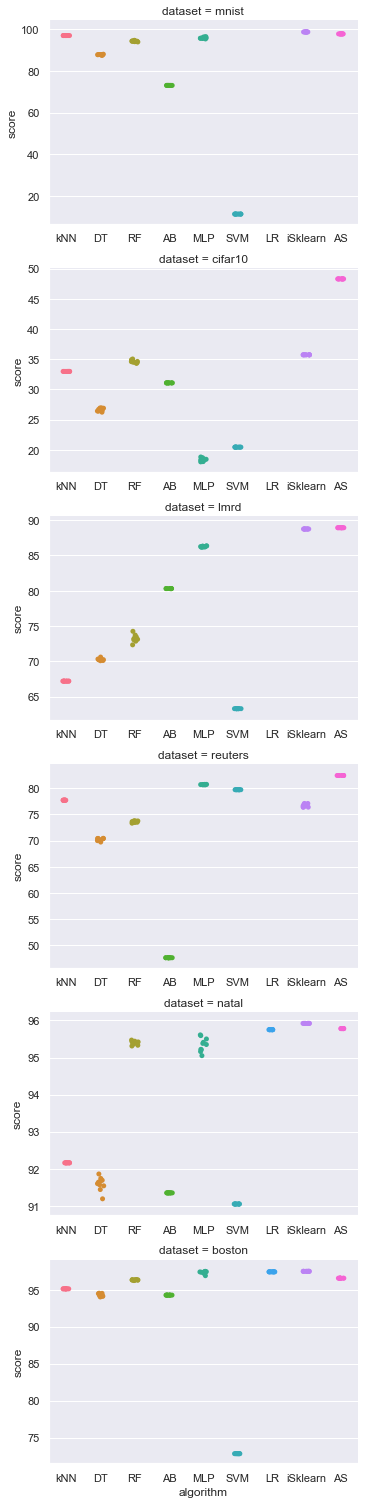 dataset = mnist
100
80
60
40
20
score
kNN DT RF AB MLP SVM LR iSklearn AS
dataset = cifar10
50
45
40
35
30
25
20
score
kNN DT RF AB MLP SVM LR iSklearn AS
dataset = lmrd
90
85
80
75
70
65
score
kNN DT RF AB MLP SVM LR iSklearn AS
dataset = reuters
80
75
70
65
60
55
50
score
kNN DT RF AB MLP SVM LR iSklearn AS
dataset = natal
96
95
94
93
92
91
score
kNN DT RF AB MLP SVM LR iSklearn AS
dataset = boston
95
90
85
80
75
score
kNN DT RF AB MLP SVM LR iSklearn AS
algorithm